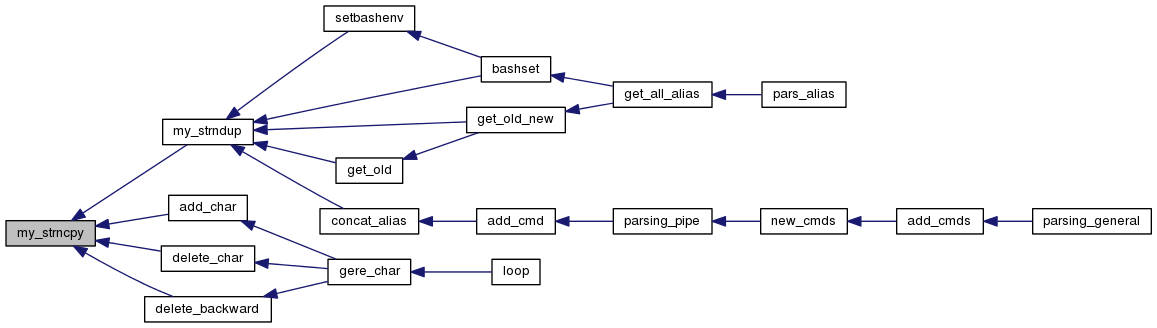 setbashenv
bashset
get_all_alias
pars_alias
get_old_new
my_strndup
get_old
add_char
concat_alias
add_cmd
parsing_pipe
new_cmds
add_cmds
parsing_general
my_strncpy
delete_char
gere_char
loop
delete_backward